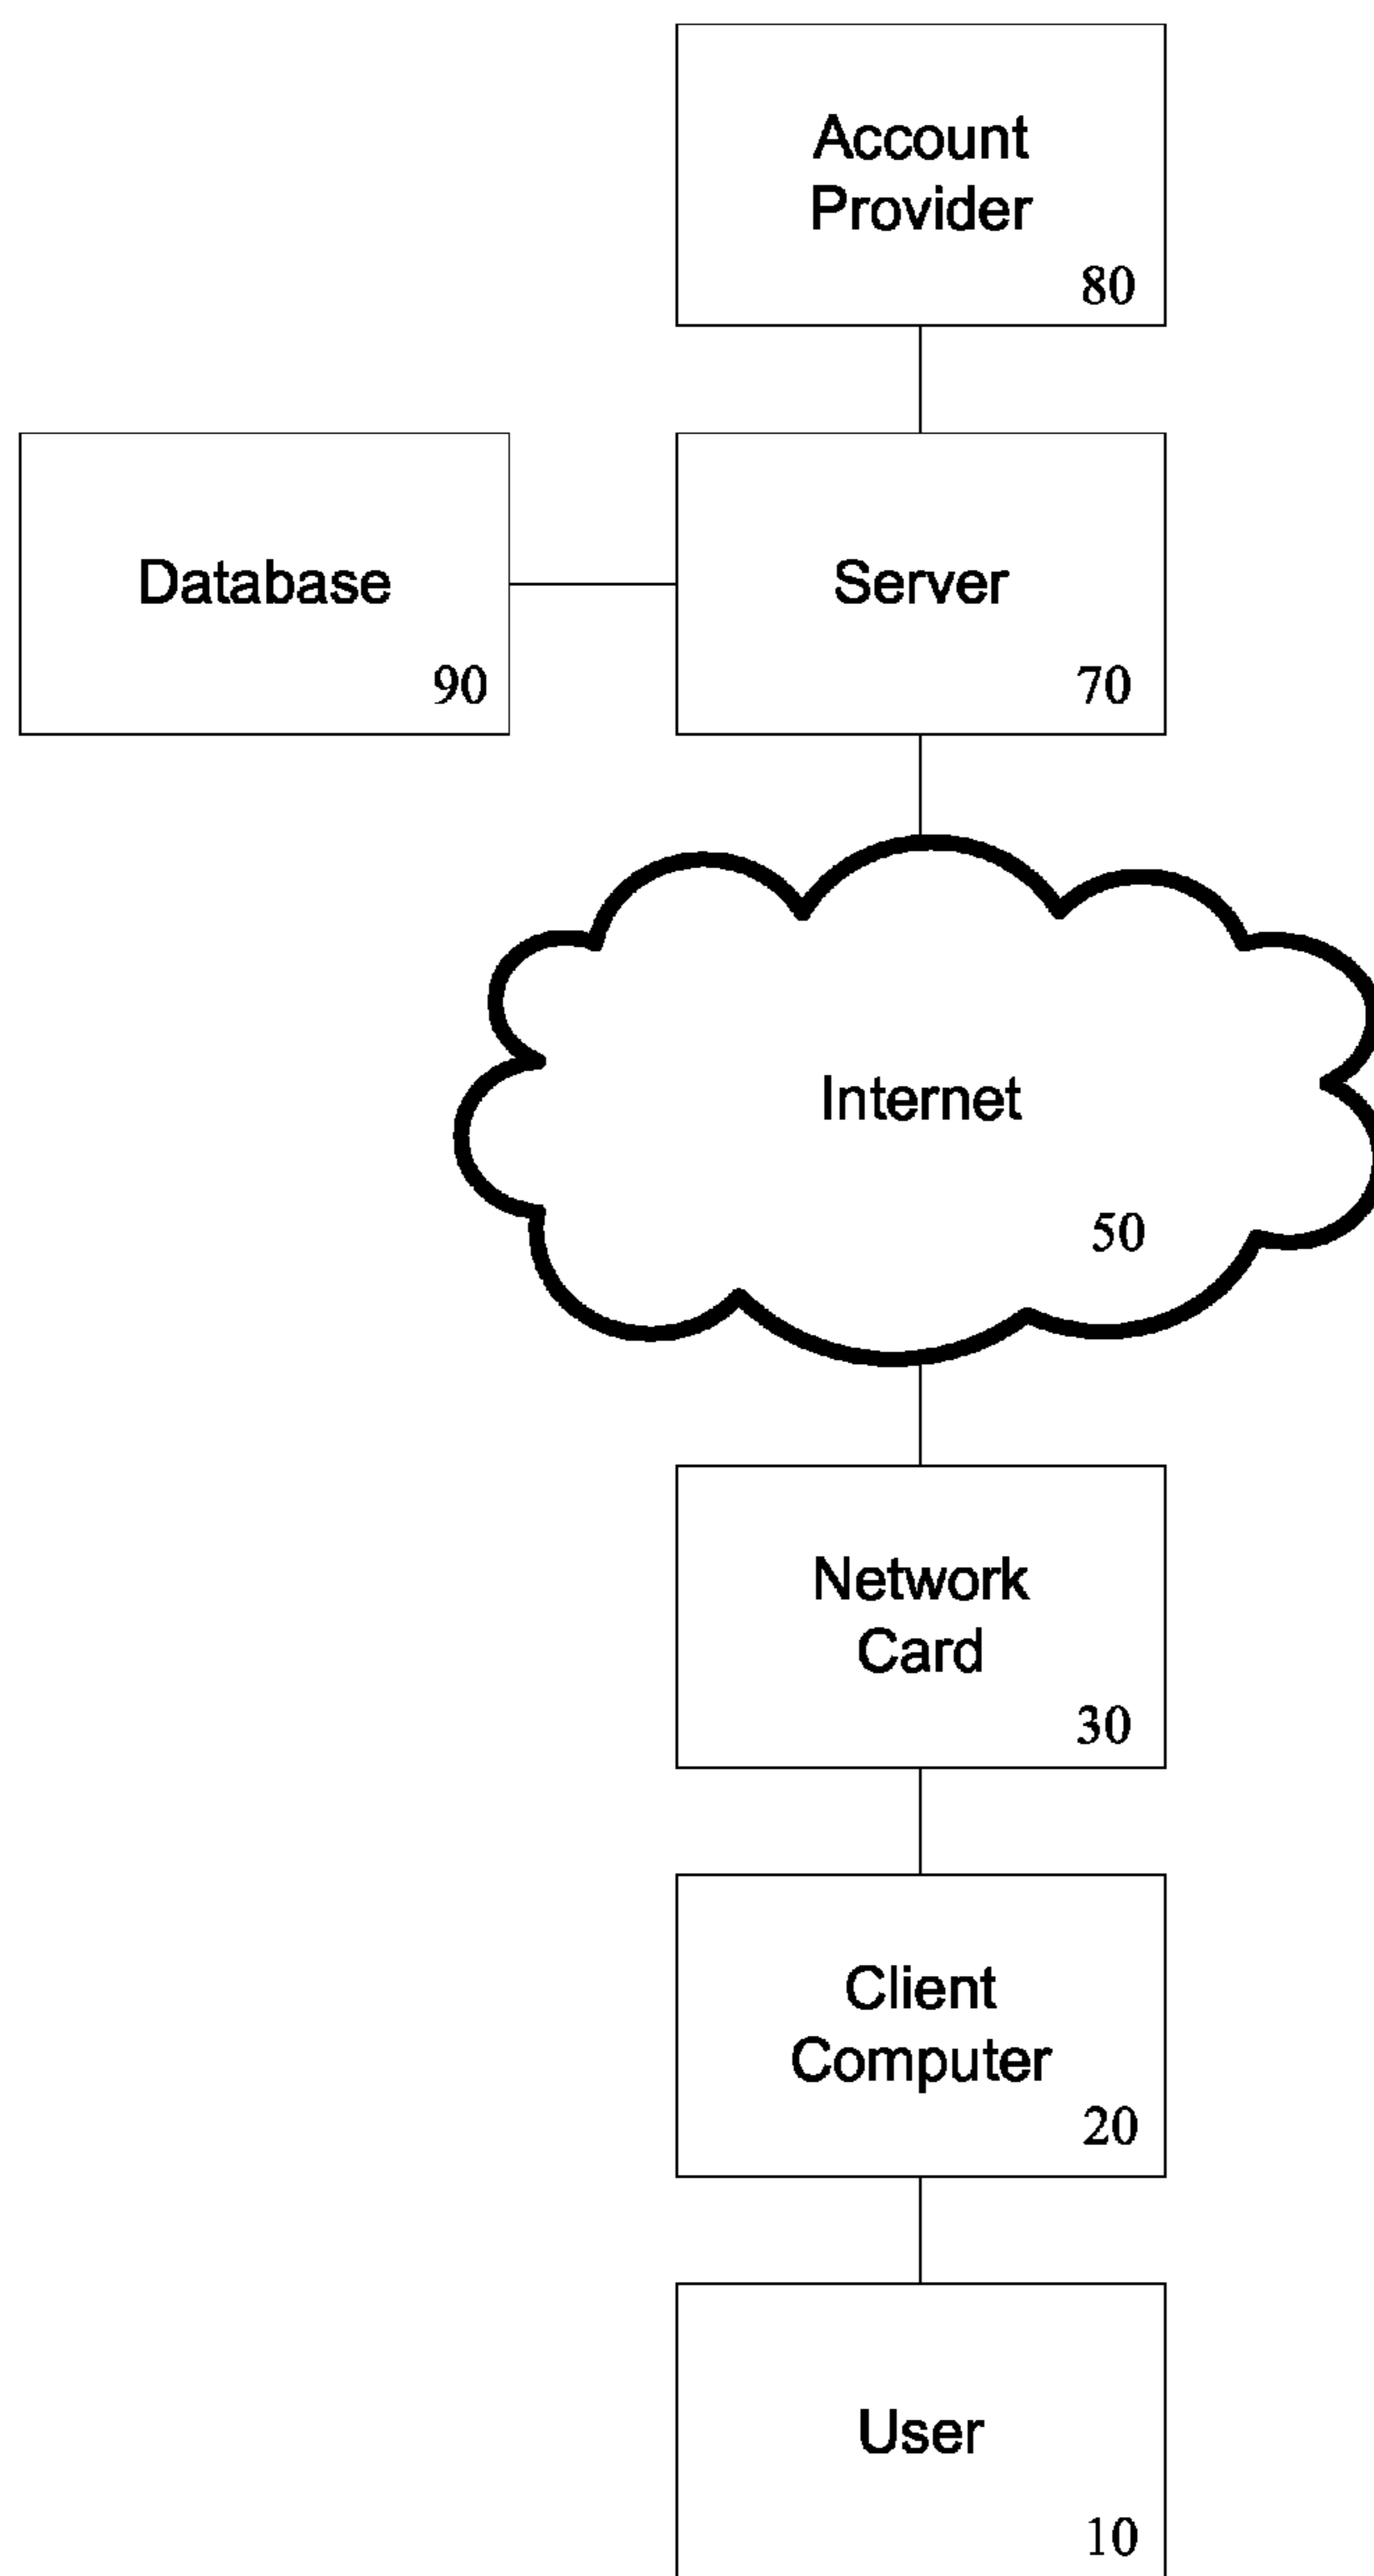 Account
Provider
80
Database
90
Server
70
Internet
50
Network
Card
30
Client
Computer
20
User
10